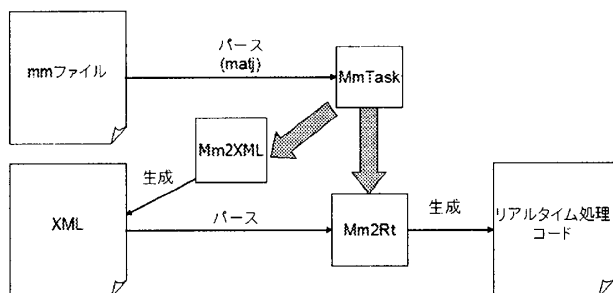 パース
(matj)
mmファイル
MmTask
Mm2XML
生成
XML
パース
Mm2Rt
生成
リアルタイム処理
コード